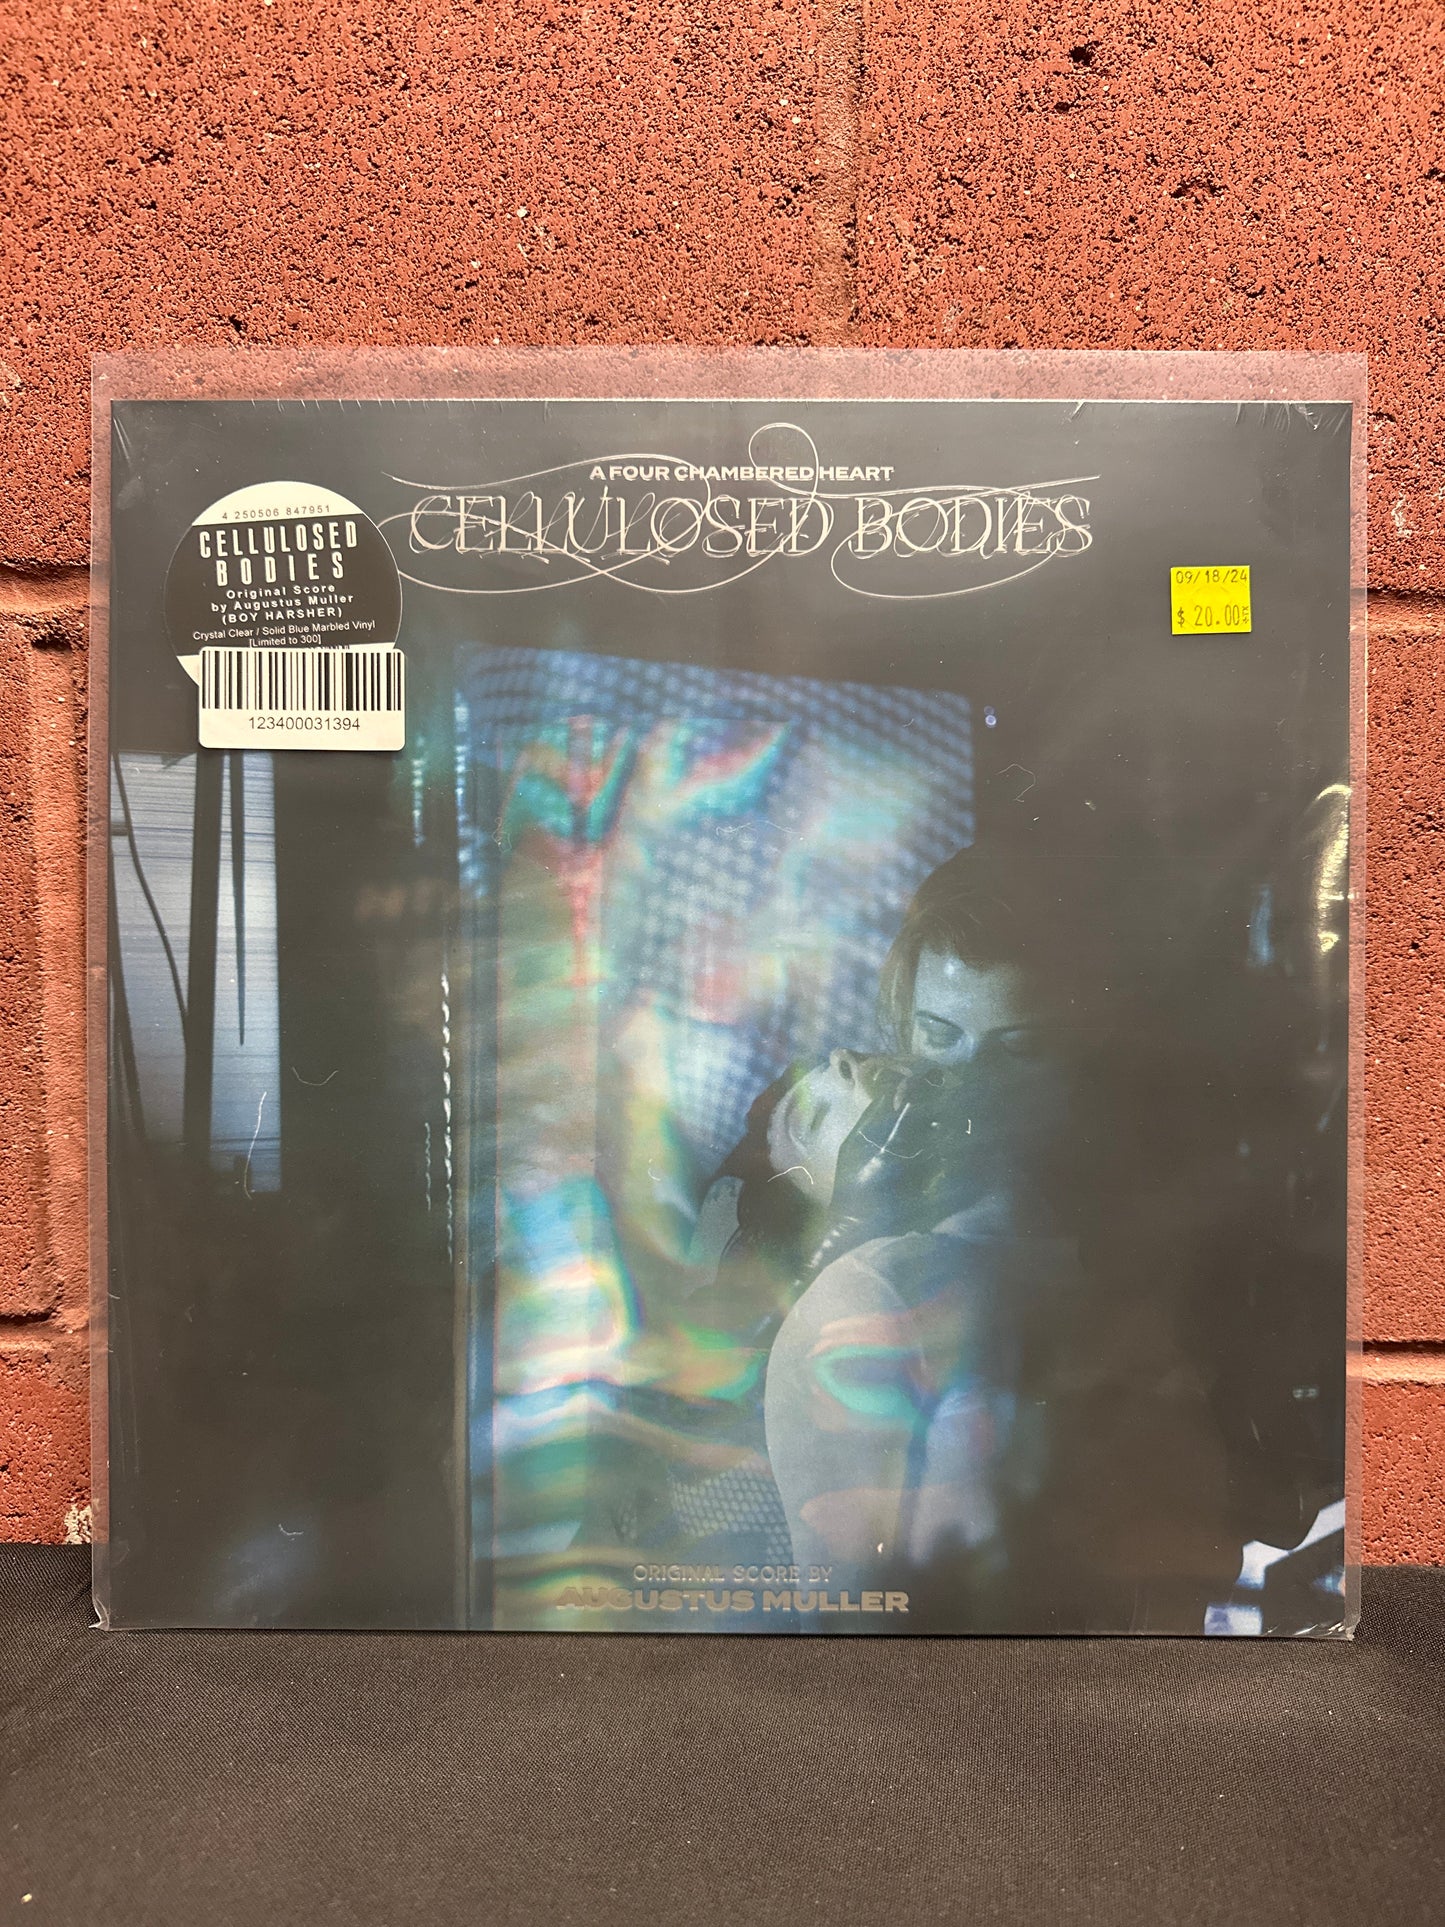 A FOUR CHAMBERED HEART
CELLULOSED BODIES
4 250506 847951
CELLULOSED
BODIES
Original Score
by Augustus Muller
(BOY HARSHER)
Crystal Clear / Solid Blue Marbled Vinyl
[Limited to 300]
123400031394
09/18/24
$ 20.00
ORIGINAL SCORE BY
AUGUSTUS MULLER